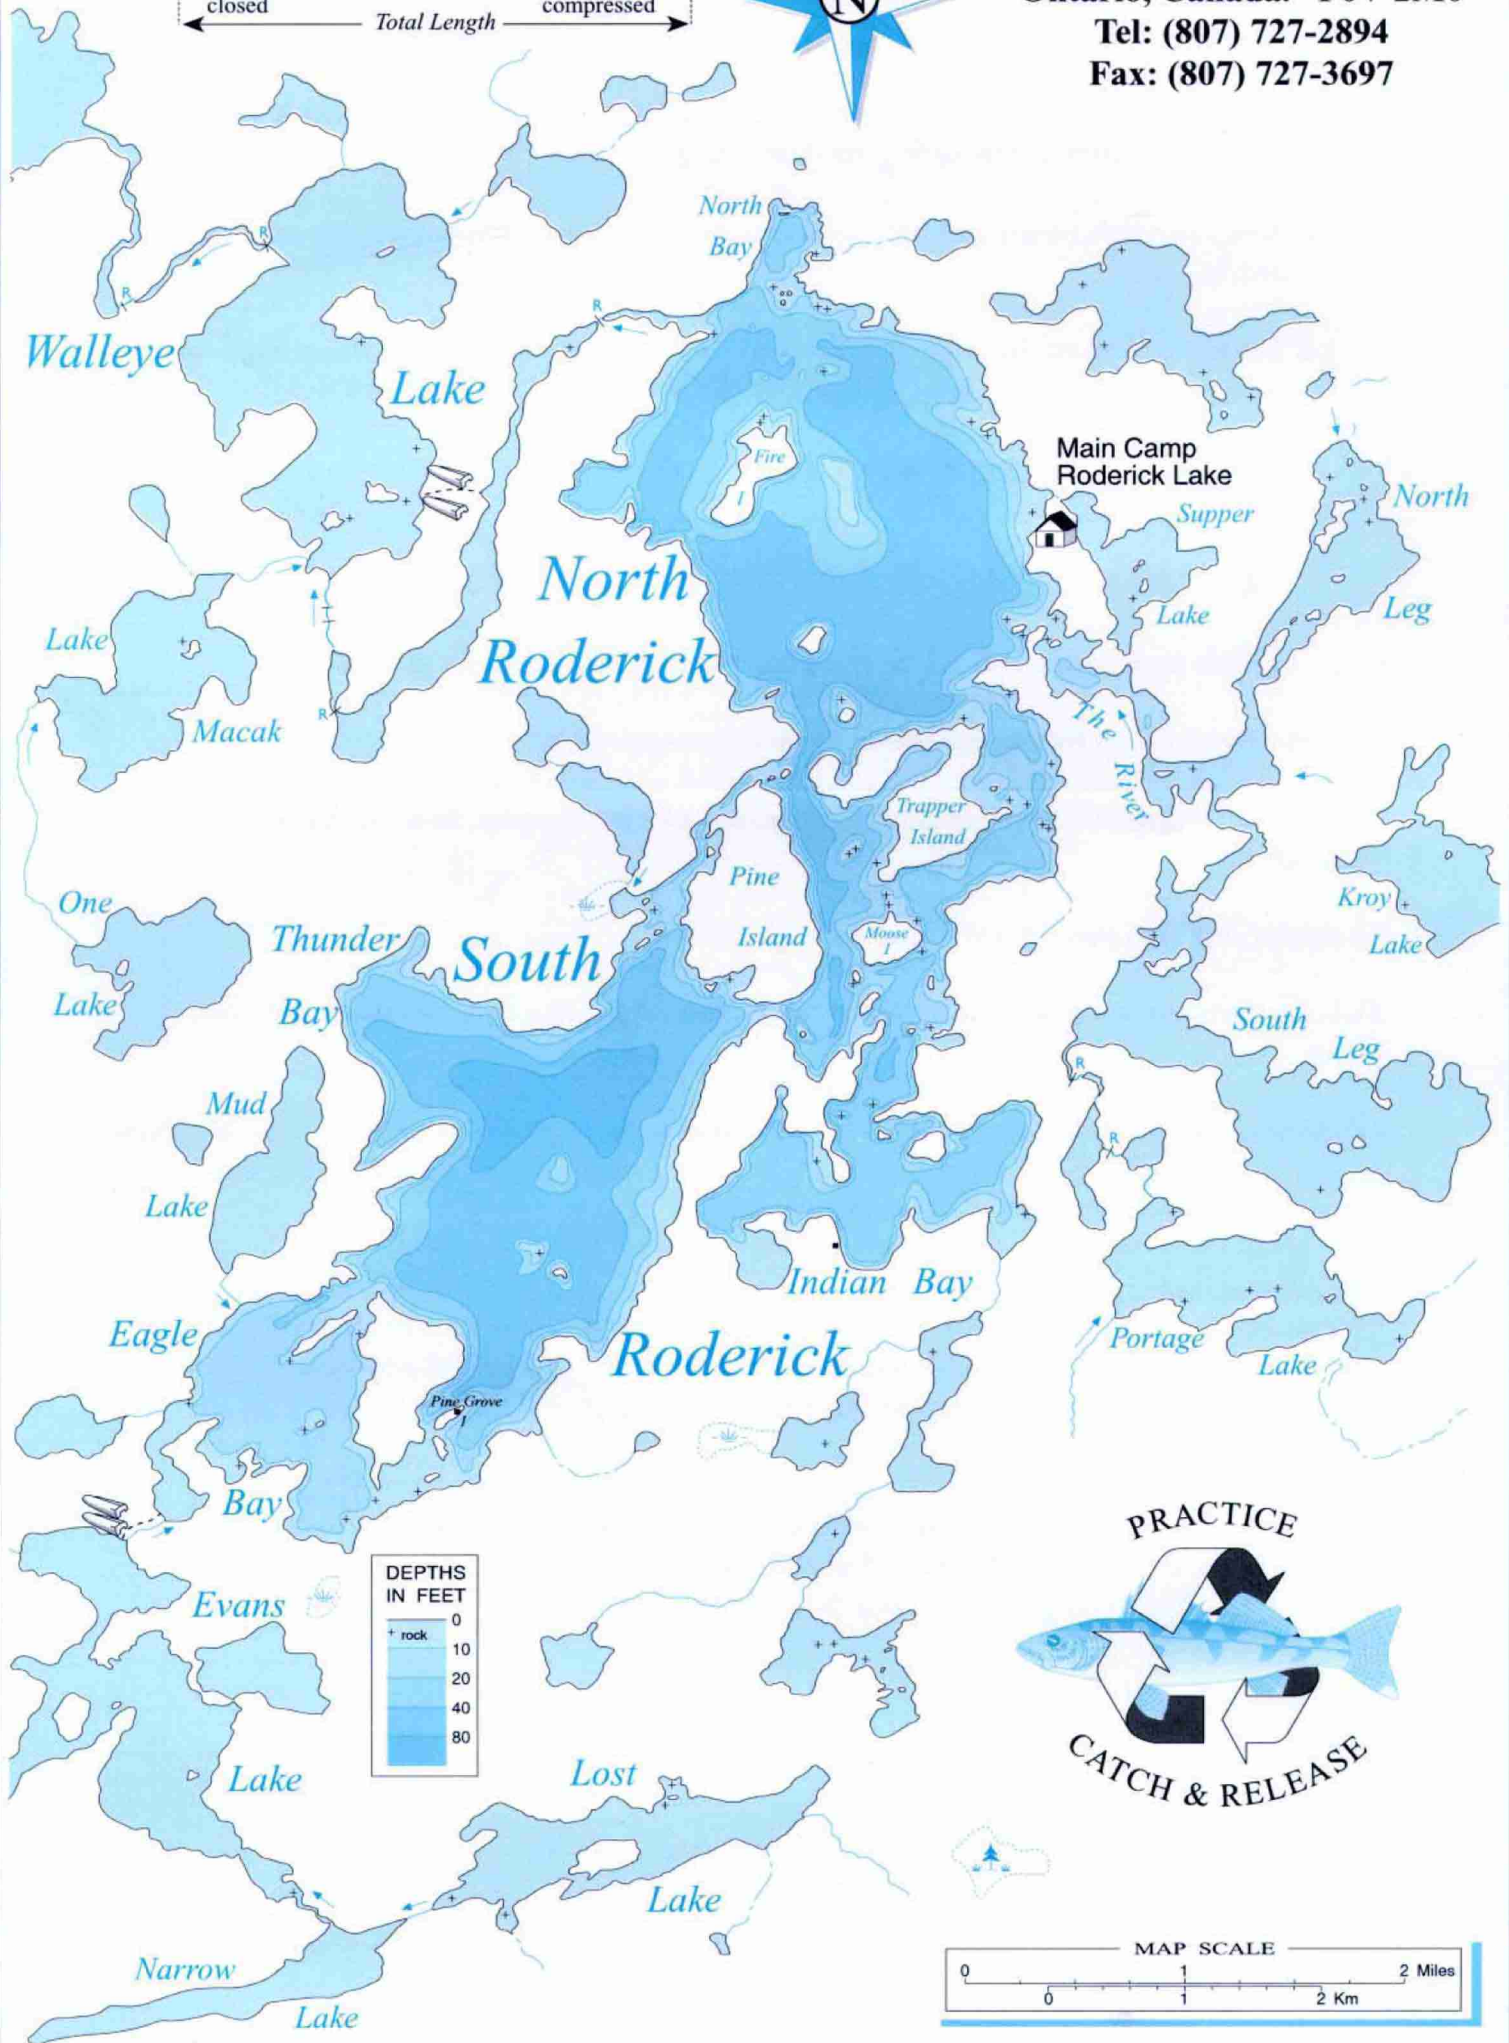 closed
compressed
Total Length
N
Tel: (807) 727-2894
Fax: (807) 727-3697
North
Bay
R
R
R
Walleye
Lake
Main Camp
Roderick Lake
Fire
I
Supper
Lake
North
Leg
North
Roderick
Lake
Macak
R
The River
Trapper
Island
Pine
Island
Moose
I
Kroy
Lake
One
Lake
Thunder
Bay
South
South
Leg
R
R
Mud
Lake
Indian Bay
Eagle
Bay
Roderick
Portage
Lake
Pine Grove
I
Evans
Lake
DEPTHS
IN FEET
0
+ rock
10
20
40
80
PRACTICE
CATCH & RELEASE
Lost
Lake
Narrow
Lake
MAP SCALE
0 1 2 Miles
0 1 2 Km